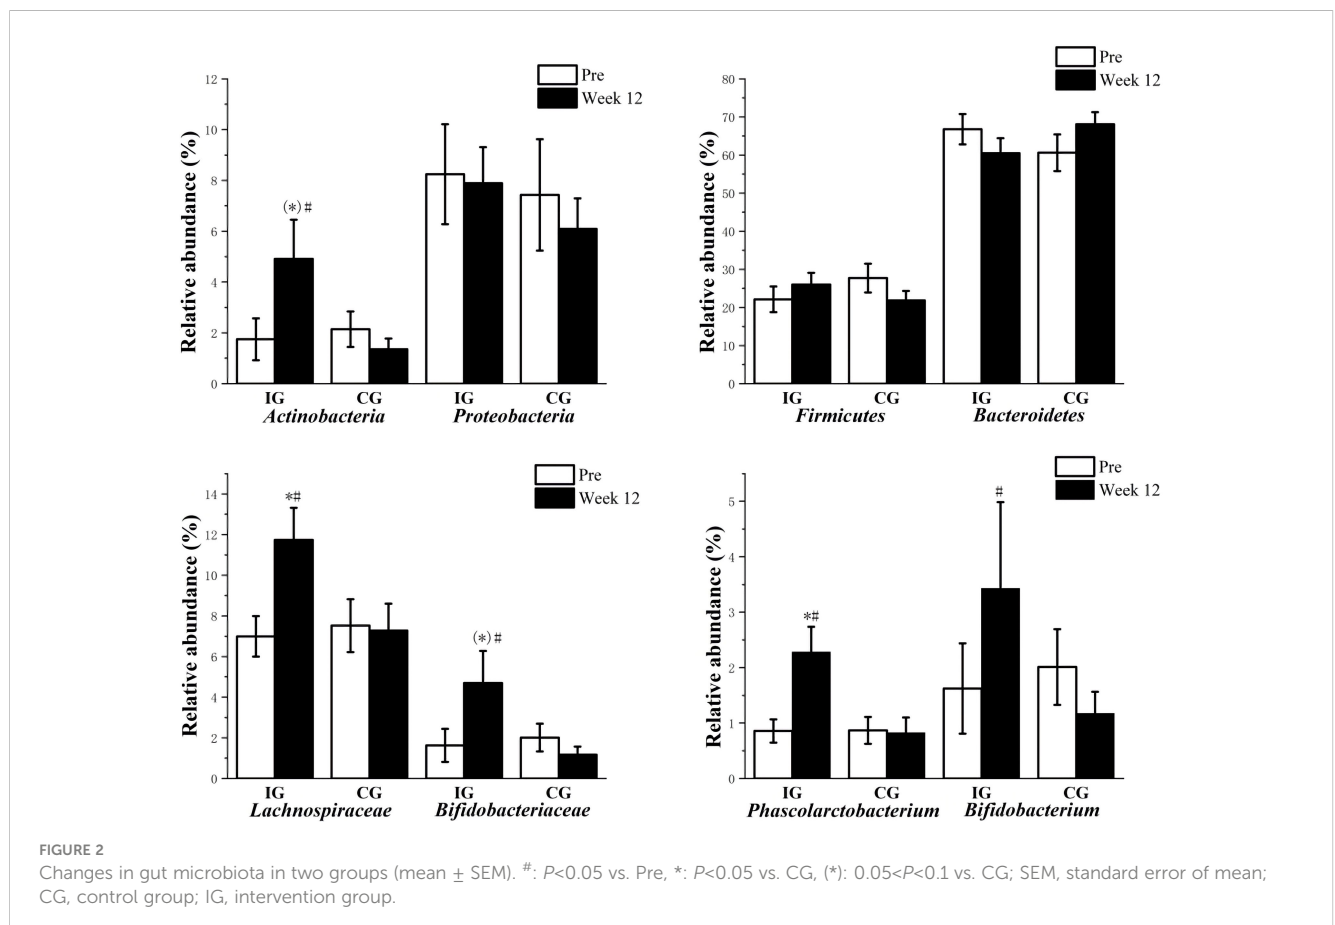 Pre
Week 12
12
10
8
6
4
2
0
Relative abundance (%)
(*)#
IG CG IG CG
Actinobacteria Proteobacteria
Pre
Week 12
80
70
60
50
40
30
20
10
0
Relative abundance (%)
IG CG IG CG
Firmicutes Bacteroidetes
Pre
Week 12
14
12
10
8
6
4
2
0
Relative abundance (%)
*#
(*)#
IG CG IG CG
Lachnospiraceae Bifidobacteriaceae
Pre
Week 12
5
4
3
2
1
0
Relative abundance (%)
*#
#
IG CG IG CG
Phascolarctobacterium Bifidobacterium
FIGURE 2
Changes in gut microbiota in two groups (mean ± SEM). #: P<0.05 vs. Pre, *: P<0.05 vs. CG, (*): 0.05<P<0.1 vs. CG; SEM, standard error of mean;
CG, control group; IG, intervention group.